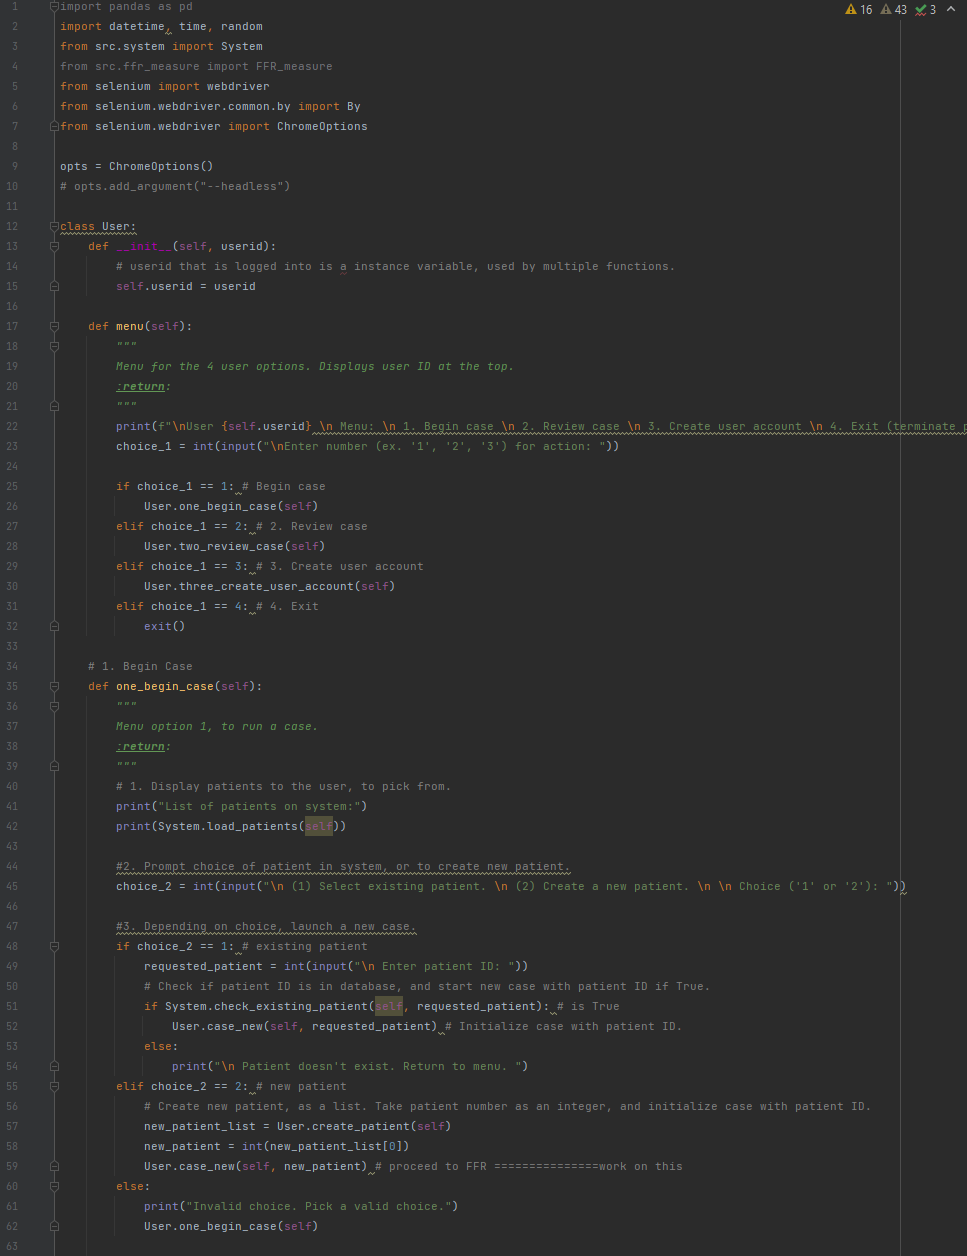 16 43 3
1 import pandas as pd
2 import datetime, time, random
3 from src.system import System
4 from src.ffr_measure import FFR_measure
5 from selenium import webdriver
6 from selenium.webdriver.common.by import By
7 from selenium.webdriver import ChromeOptions
8
9 opts = ChromeOptions()
10 # opts.add_argument("--headless")
11
12 class User:
13     def __init__(self, userid):
14         # userid that is logged into is a instance variable, used by multiple functions.
15         self.userid = userid
16
17     def menu(self):
18         """
19         Menu for the 4 user options. Displays user ID at the top.
20         :return:
21         """
22         print(f"\nUser {self.userid} \n Menu: \n 1. Begin case \n 2. Review case \n 3. Create user account \n 4. Exit (terminate p
23         choice_1 = int(input("\nEnter number (ex. '1', '2', '3') for action: "))
24
25         if choice_1 == 1: # Begin case
26             User.one_begin_case(self)
27         elif choice_1 == 2: # 2. Review case
28             User.two_review_case(self)
29         elif choice_1 == 3: # 3. Create user account
30             User.three_create_user_account(self)
31         elif choice_1 == 4: # 4. Exit
32             exit()
33
34     # 1. Begin Case
35     def one_begin_case(self):
36         """
37         Menu option 1, to run a case.
38         :return:
39         """
40         # 1. Display patients to the user, to pick from.
41         print("List of patients on system:")
42         print(System.load_patients(self))
43
44         #2. Prompt choice of patient in system, or to create new patient.
45         choice_2 = int(input("\n (1) Select existing patient. \n (2) Create a new patient. \n \n Choice ('1' or '2'): "))
46
47         #3. Depending on choice, launch a new case.
48         if choice_2 == 1: # existing patient
49             requested_patient = int(input("\n Enter patient ID: "))
50             # Check if patient ID is in database, and start new case with patient ID if True.
51             if System.check_existing_patient(self, requested_patient): # is True
52                 User.case_new(self, requested_patient) # Initialize case with patient ID.
53             else:
54                 print("\n Patient doesn't exist. Return to menu. ")
55         elif choice_2 == 2: # new patient
56             # Create new patient, as a list. Take patient number as an integer, and initialize case with patient ID.
57             new_patient_list = User.create_patient(self)
58             new_patient = int(new_patient_list[0])
59             User.case_new(self, new_patient) # proceed to FFR ===============work on this
60         else:
61             print("Invalid choice. Pick a valid choice.")
62             User.one_begin_case(self)
63